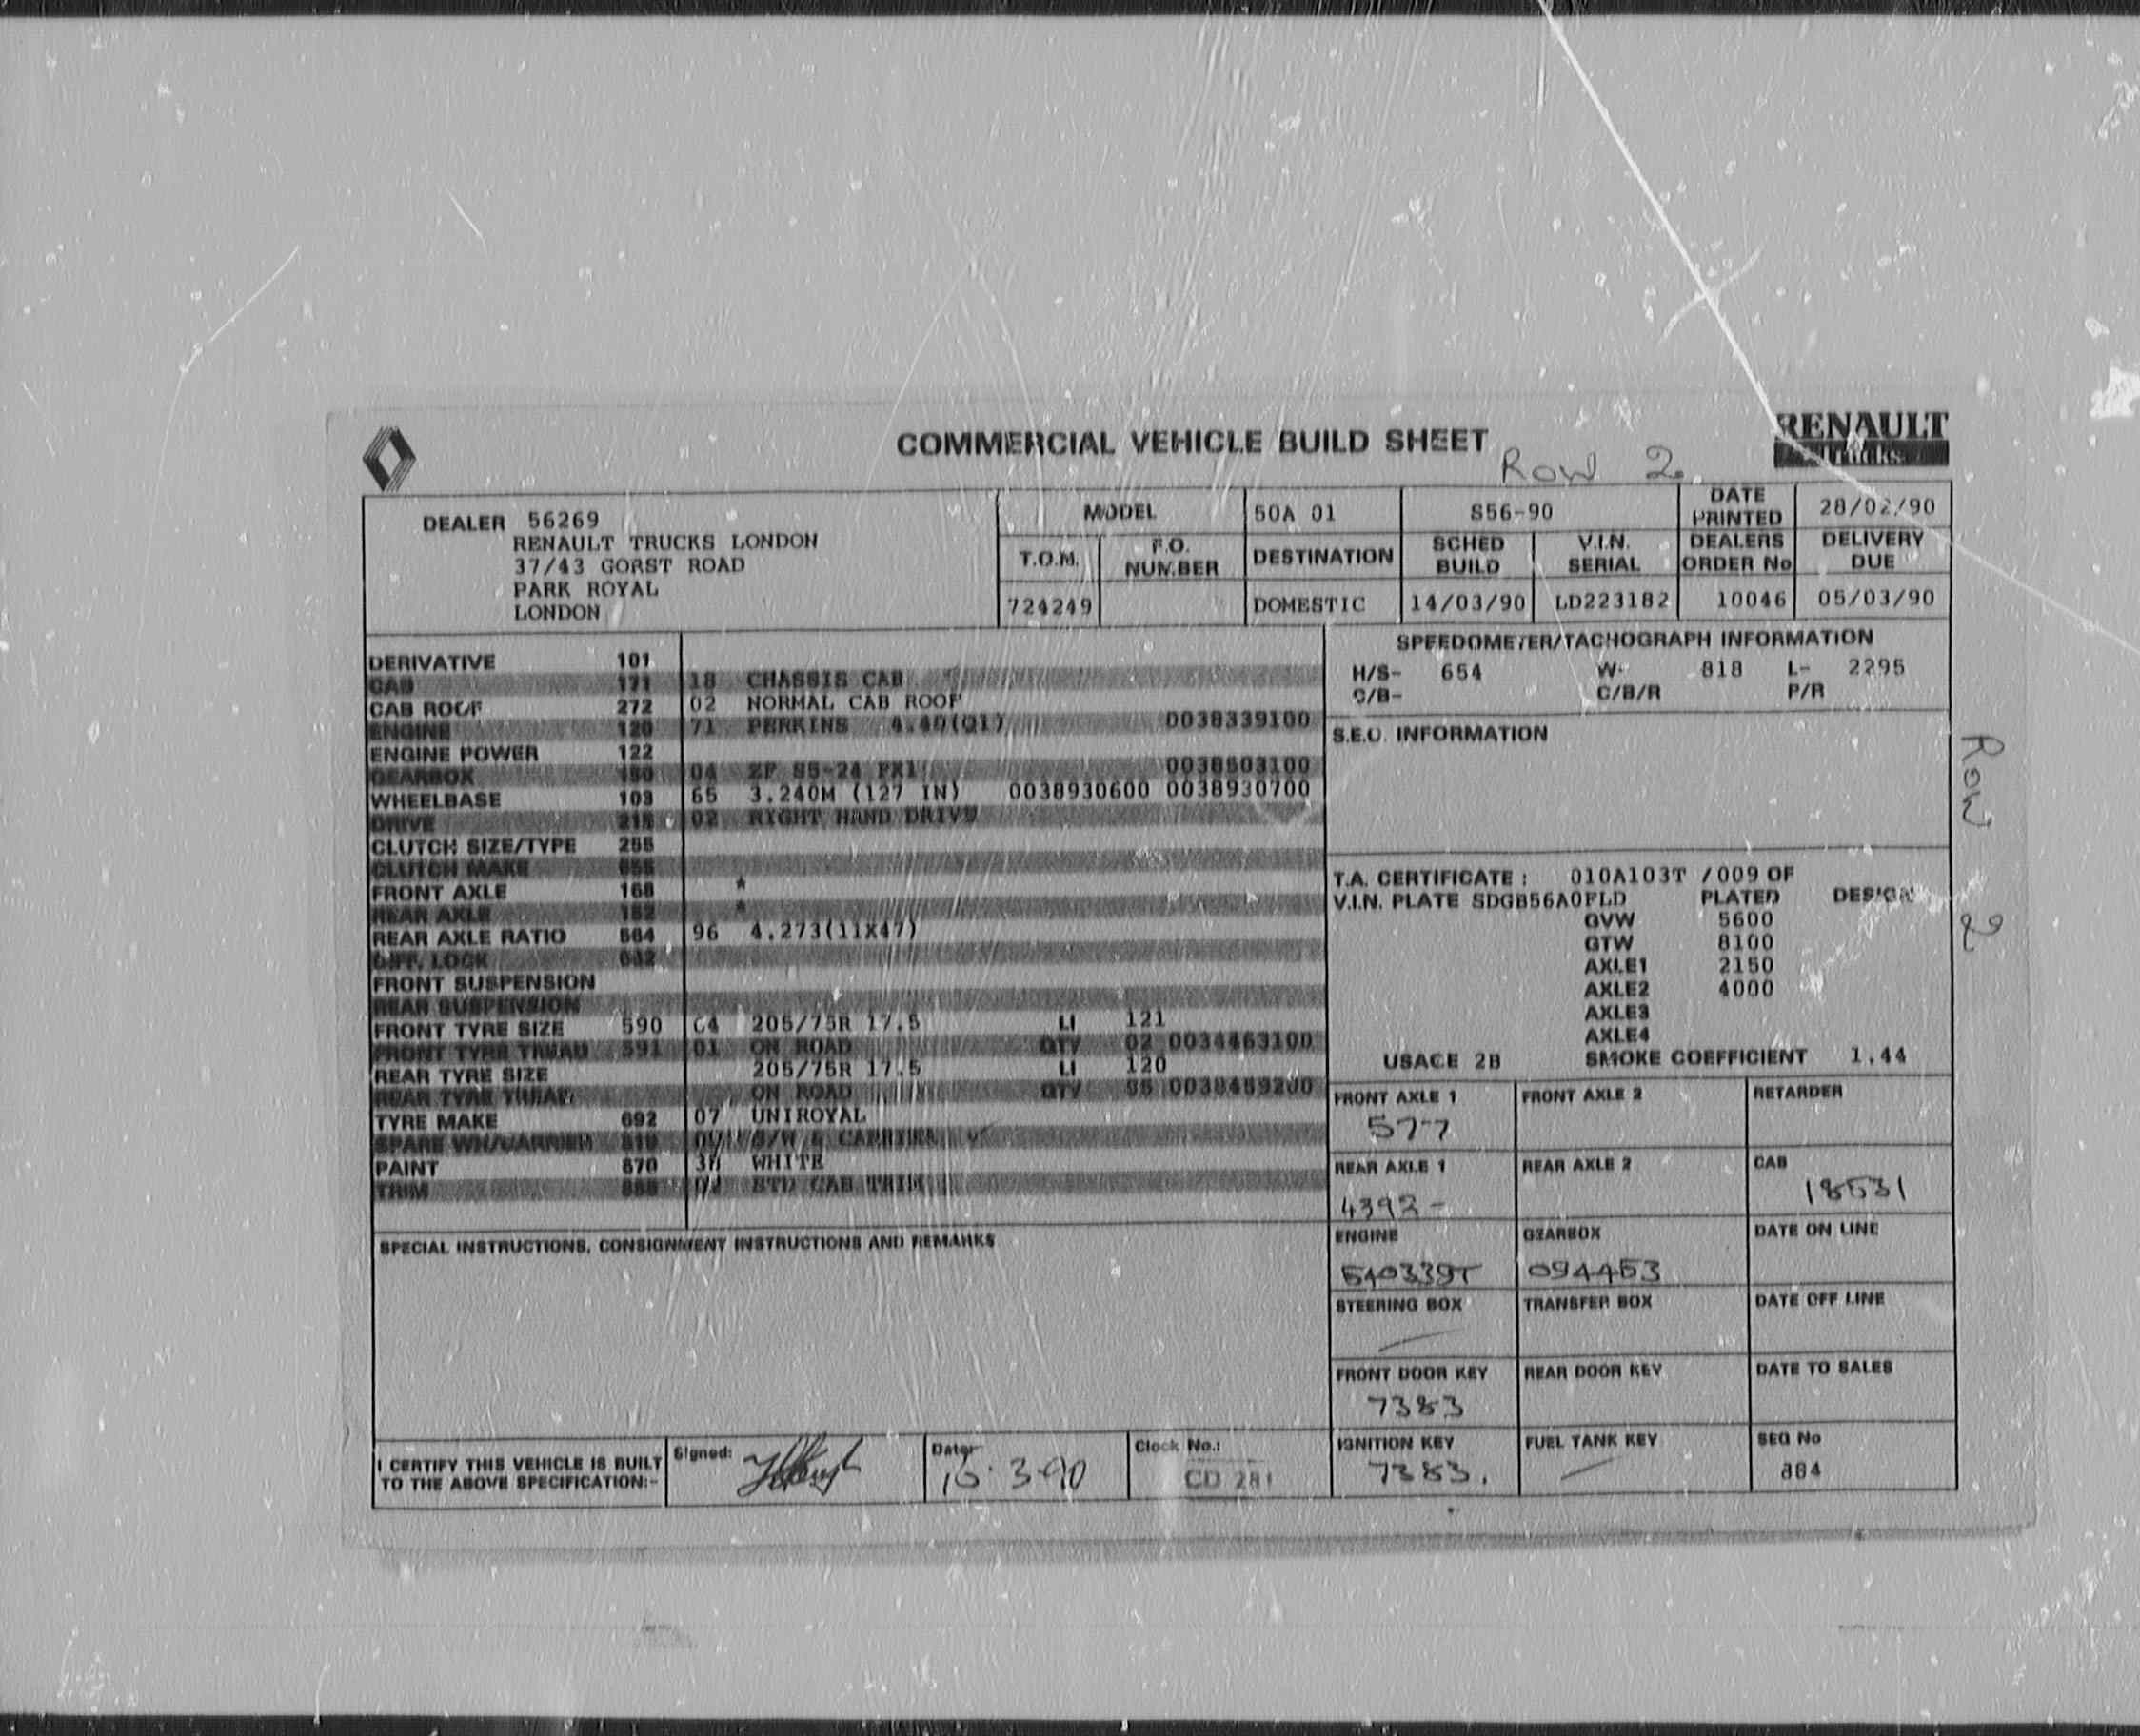 COMMERCIAL VEHICLE BUILD SHEET
Row 2
RENAULT
Trucks
DEALER 56269
RENAULT TRUCKS LONDON
37/43 GORST ROAD
PARK ROYAL
LONDON
MODEL 50A 01 S56-90 DATE PRINTED 28/02/90
T.O.M. F.O. NUMBER DESTINATION SCHED BUILD V.I.N. SERIAL DEALERS ORDER No DELIVERY DUE
724249 DOMESTIC 14/03/90 LD223182 10046 05/03/90
DERIVATIVE 101
CAB 171 18 CHASSIS CAB
CAB ROOF 272 02 NORMAL CAB ROOF
ENGINE 120 71 PERKINS 4.40(Q1) 0038339100
ENGINE POWER 122
GEARBOX 150 04 ZF S5-24 PX1 0038503100
WHEELBASE 103 65 3.240M (127 IN) 0038930600 0038930700
DRIVE 215 02 RIGHT HAND DRIVE
CLUTCH SIZE/TYPE 255
CLUTCH MAKE
FRONT AXLE 168 *
REAR AXLE 182 *
REAR AXLE RATIO 564 96 4.273(11X47)
DIFF. LOCK
FRONT SUSPENSION
REAR SUSPENSION
FRONT TYRE SIZE 590 C4 205/75R 17.5 LI 121
FRONT TYRE TREAD 591 01 ON ROAD QTY 02 0034463100
REAR TYRE SIZE 205/75R 17.5 LI 120
REAR TYRE TREAD ON ROAD QTY 0038459200
TYRE MAKE 692 07 UNIROYAL
SPARE WH/CARRIER S/W & CARRIER
PAINT 870 WHITE
TRIM STD CAB TRIM
SPECIAL INSTRUCTIONS, CONSIGNMENT INSTRUCTIONS AND REMARKS
SPEEDOMETER/TACHOGRAPH INFORMATION
H/S- 654 W- 818 L- 2295
C/B- C/B/R P/R
S.E.O. INFORMATION
T.A. CERTIFICATE : 010A103T /009 OF
V.I.N. PLATE SDGB56A0FLD PLATED DESIGN
GVW 5600
GTW 8100
AXLE1 2150
AXLE2 4000
AXLE3
AXLE4
USAGE 2B SMOKE COEFFICIENT 1.44
FRONT AXLE 1 FRONT AXLE 2 RETARDER
577
REAR AXLE 1 REAR AXLE 2 CAB
4392- 18531
ENGINE GEARBOX DATE ON LINE
540339T 094453
STEERING BOX TRANSFER BOX DATE OFF LINE
FRONT DOOR KEY REAR DOOR KEY DATE TO SALES
7383
IGNITION KEY FUEL TANK KEY SEQ No
7383. 884
I CERTIFY THIS VEHICLE IS BUILT
TO THE ABOVE SPECIFICATION:-
Signed:
Date: 3-90
Clock No.:
CD 281
Row 2